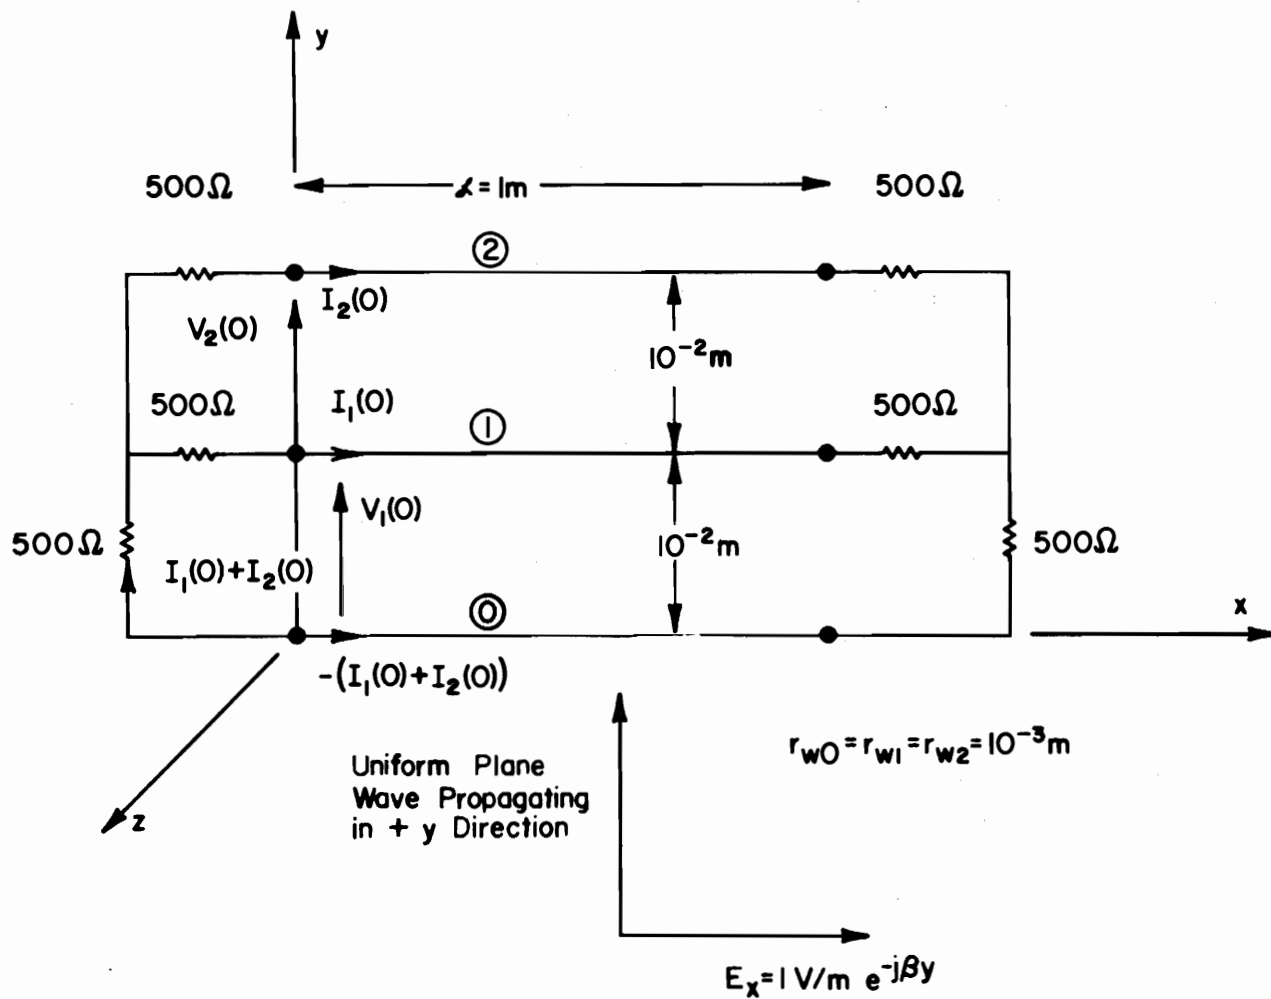 y
500Ω
ℒ = 1m
500Ω
②
I₂(0)
V₂(0)
10⁻²m
500Ω
I₁(0)
①
500Ω
V₁(0)
500Ω
10⁻²m
500Ω
I₁(0)+I₂(0)
⓪
x
-(I₁(0)+I₂(0))
z
Uniform Plane
Wave Propagating
in + y Direction
r_w0 = r_w1 = r_w2 = 10⁻³m
Eₓ = 1 V/m e^-jβy